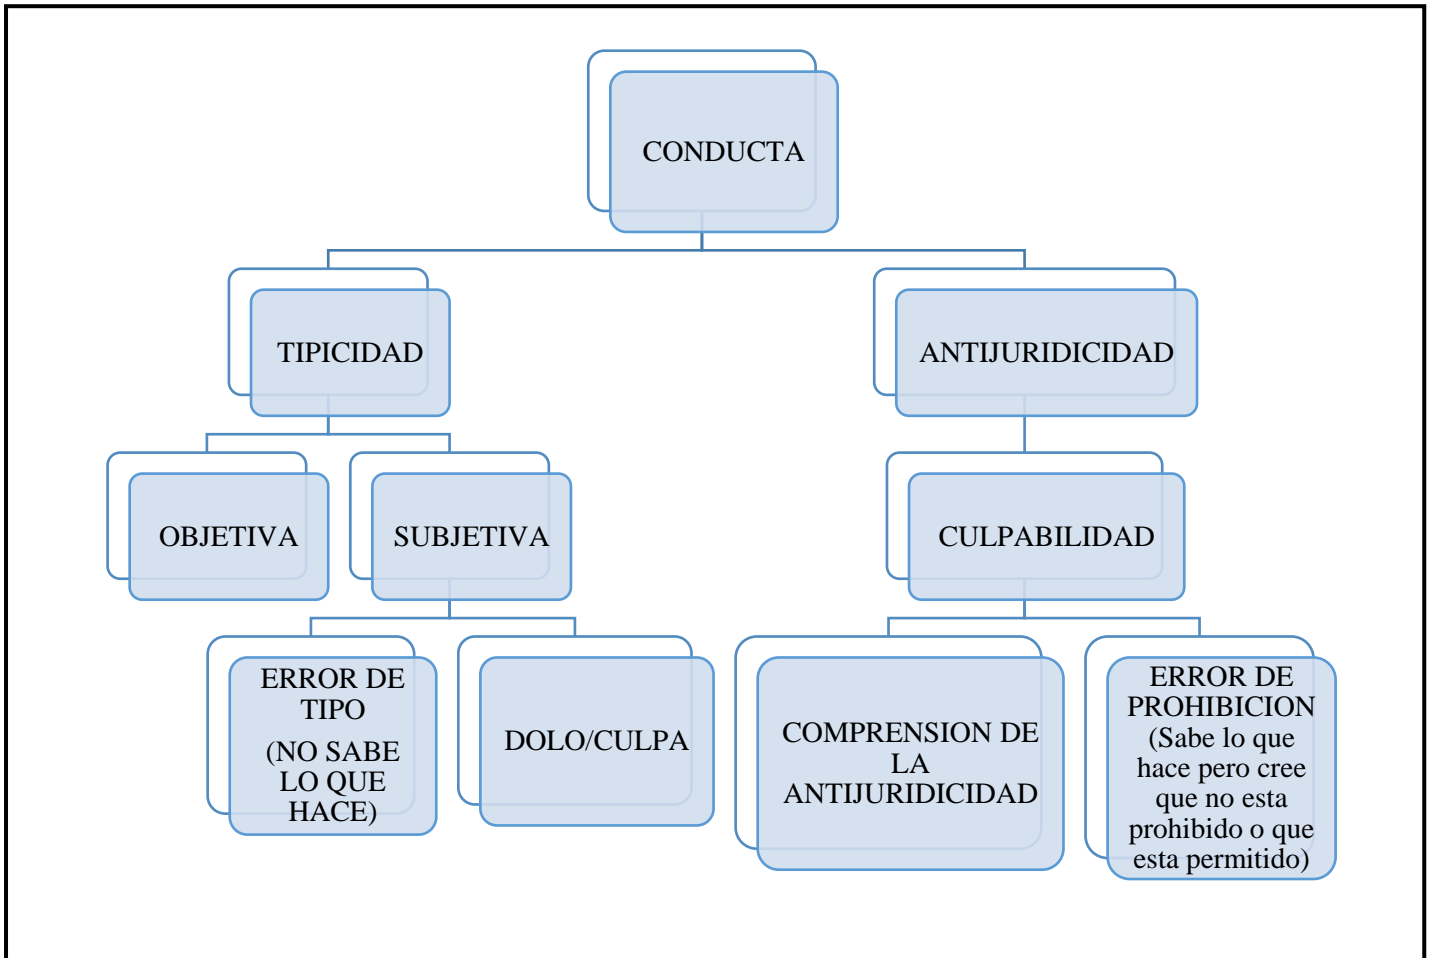 CONDUCTA
TIPICIDAD
ANTIJURIDICIDAD
OBJETIVA
SUBJETIVA
CULPABILIDAD
ERROR DE
TIPO
(NO SABE
LO QUE
HACE)
DOLO/CULPA
COMPRENSION DE
LA
ANTIJURIDICIDAD
ERROR DE
PROHIBICION
(Sabe lo que
hace pero cree
que no esta
prohibido o que
esta permitido)